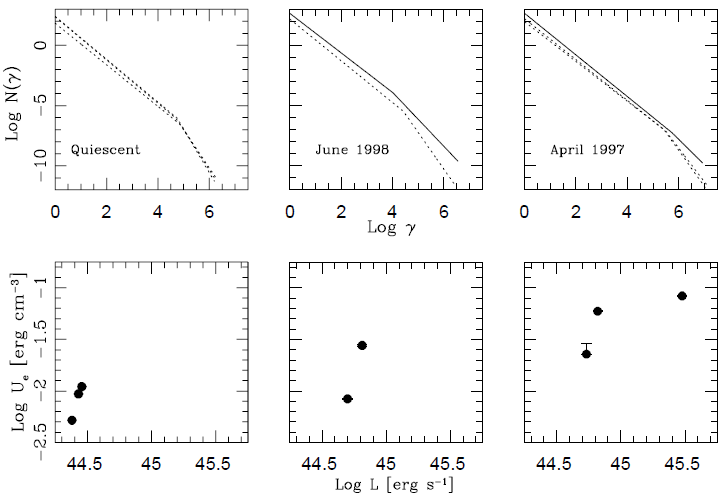 Log N(γ)
0
−5
−10
Quiescent
June 1998
April 1997
0 2 4 6
0 2 4 6
0 2 4 6
Log γ
Log Uₑ [erg cm⁻³]
−1
−1.5
−2
−2.5
44.5 45 45.5
44.5 45 45.5
44.5 45 45.5
Log L [erg s⁻¹]